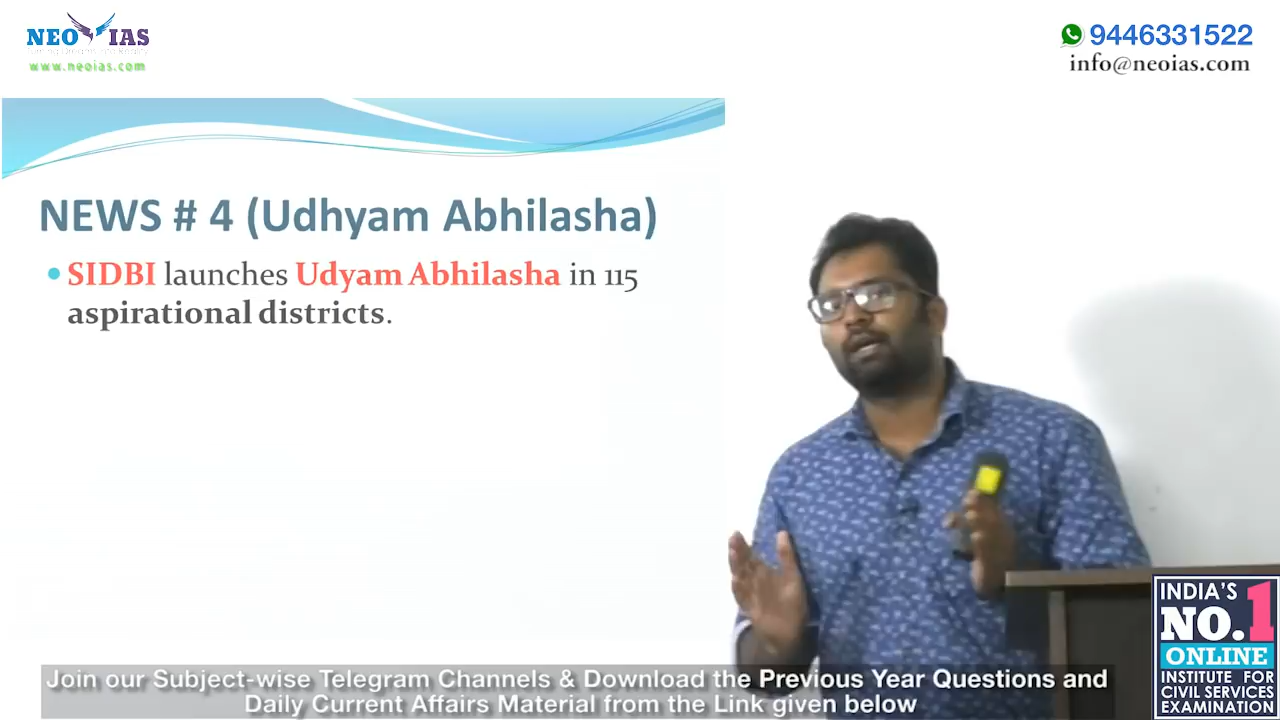 NEO IAS
www.neoias.com
9446331522
info@neoias.com
NEWS # 4 (Udhyam Abhilasha)
SIDBI launches Udyam Abhilasha in 115
aspirational districts.
INDIA'S
NO.1
ONLINE
INSTITUTE FOR
CIVIL SERVICES
EXAMINATION
Join our Subject-wise Telegram Channels & Download the Previous Year Questions and
Daily Current Affairs Material from the Link given below